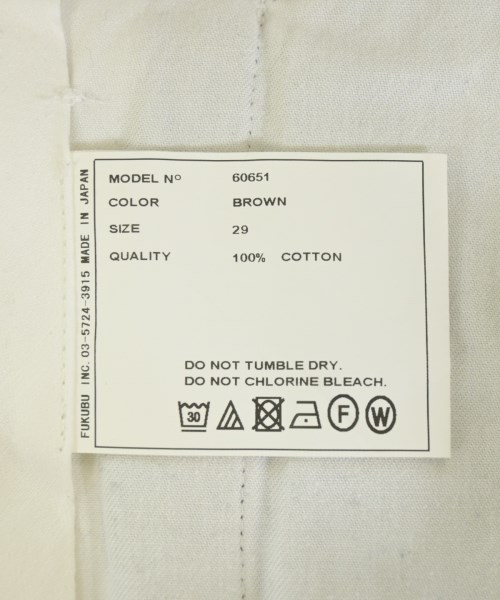 MODEL Nº 60651
COLOR BROWN
SIZE 29
QUALITY 100% COTTON
DO NOT TUMBLE DRY.
DO NOT CHLORINE BLEACH.
30 F W
FUKUBU INC. 03-5724-3915 MADE IN JAPAN